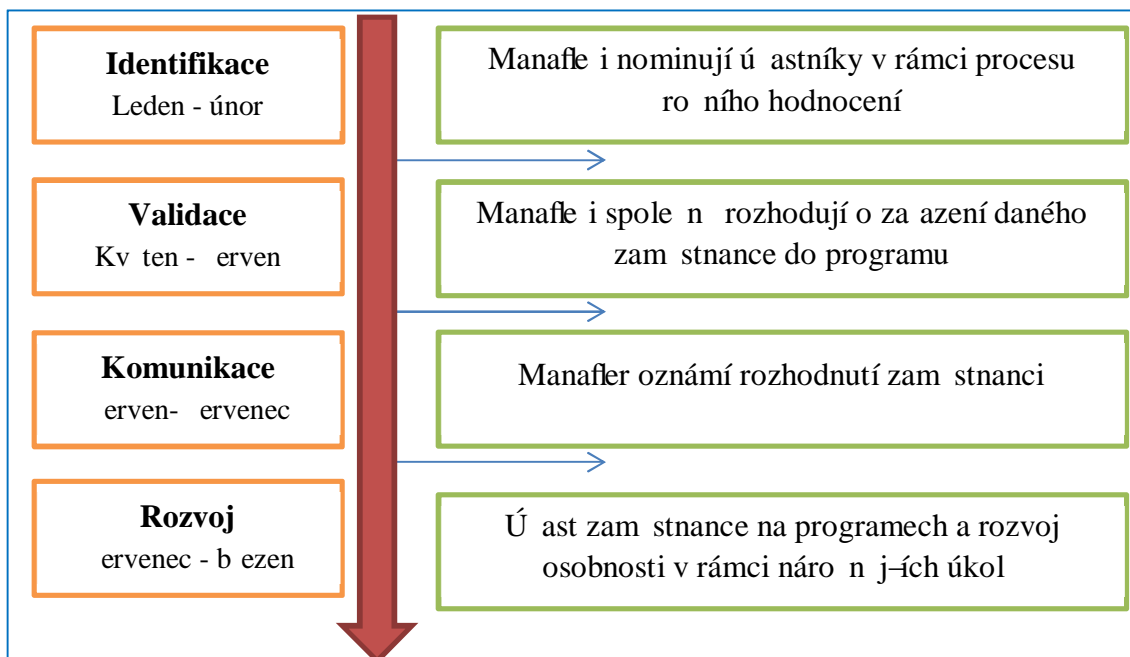 Identifikace
Leden - únor
Manafle i nominují ú astníky v rámci procesu
ro ního hodnocení
Validace
Kv ten - erven
Manafle i spole n rozhodují o za azení daného
zam stnance do programu
Komunikace
erven- ervenec
Manafler oznámí rozhodnutí zam stnanci
Rozvoj
ervenec - b ezen
Ú ast zam stnance na programech a rozvoj
osobnosti v rámci náro n j–ích úkol